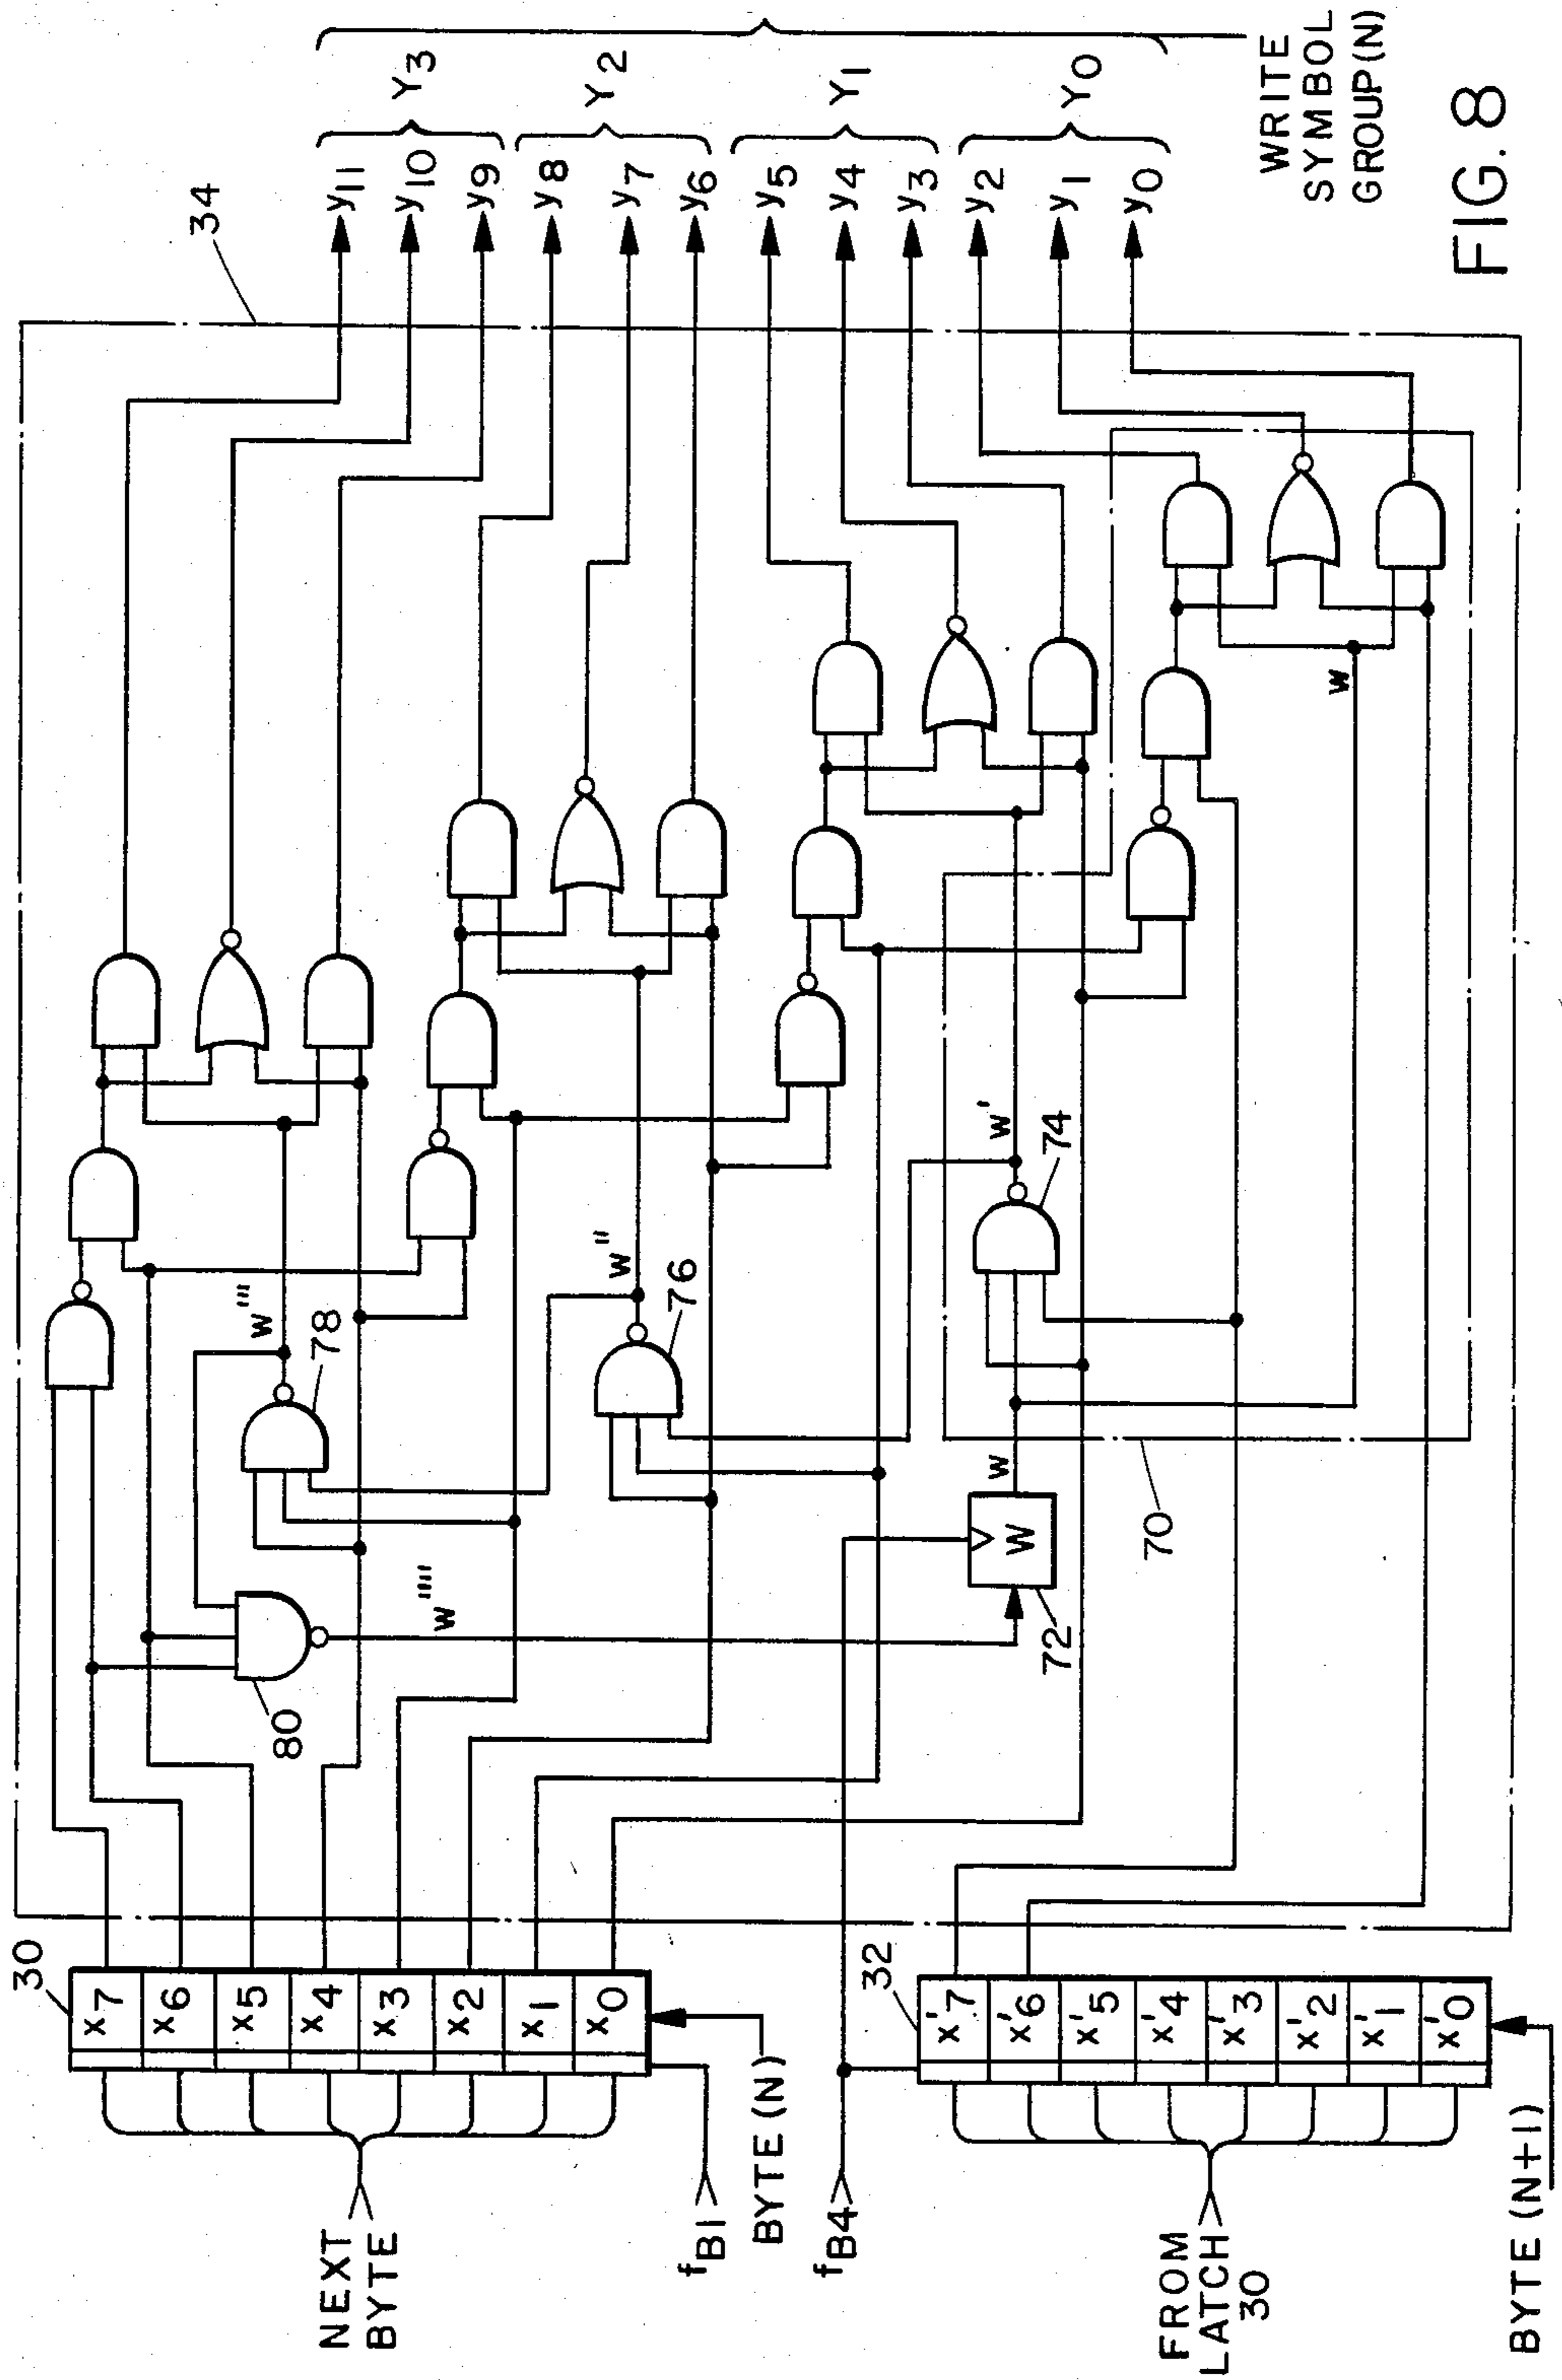 30
x7
x6
x5
x4
x3
x2
x1
x0
NEXT
BYTE
fB1
BYTE (N)
fB4
32
x'7
x'6
x'5
x'4
x'3
x'2
x'1
x'0
FROM
LATCH
30
BYTE (N+1)
34
80
w''''
w'''
78
w''
76
w'
74
w
W
72
70
w
y11
y10
y9
y8
y7
y6
y5
y4
y3
y2
y1
y0
Y3
Y2
Y1
Y0
WRITE
SYMBOL
GROUP(N)
FIG. 8